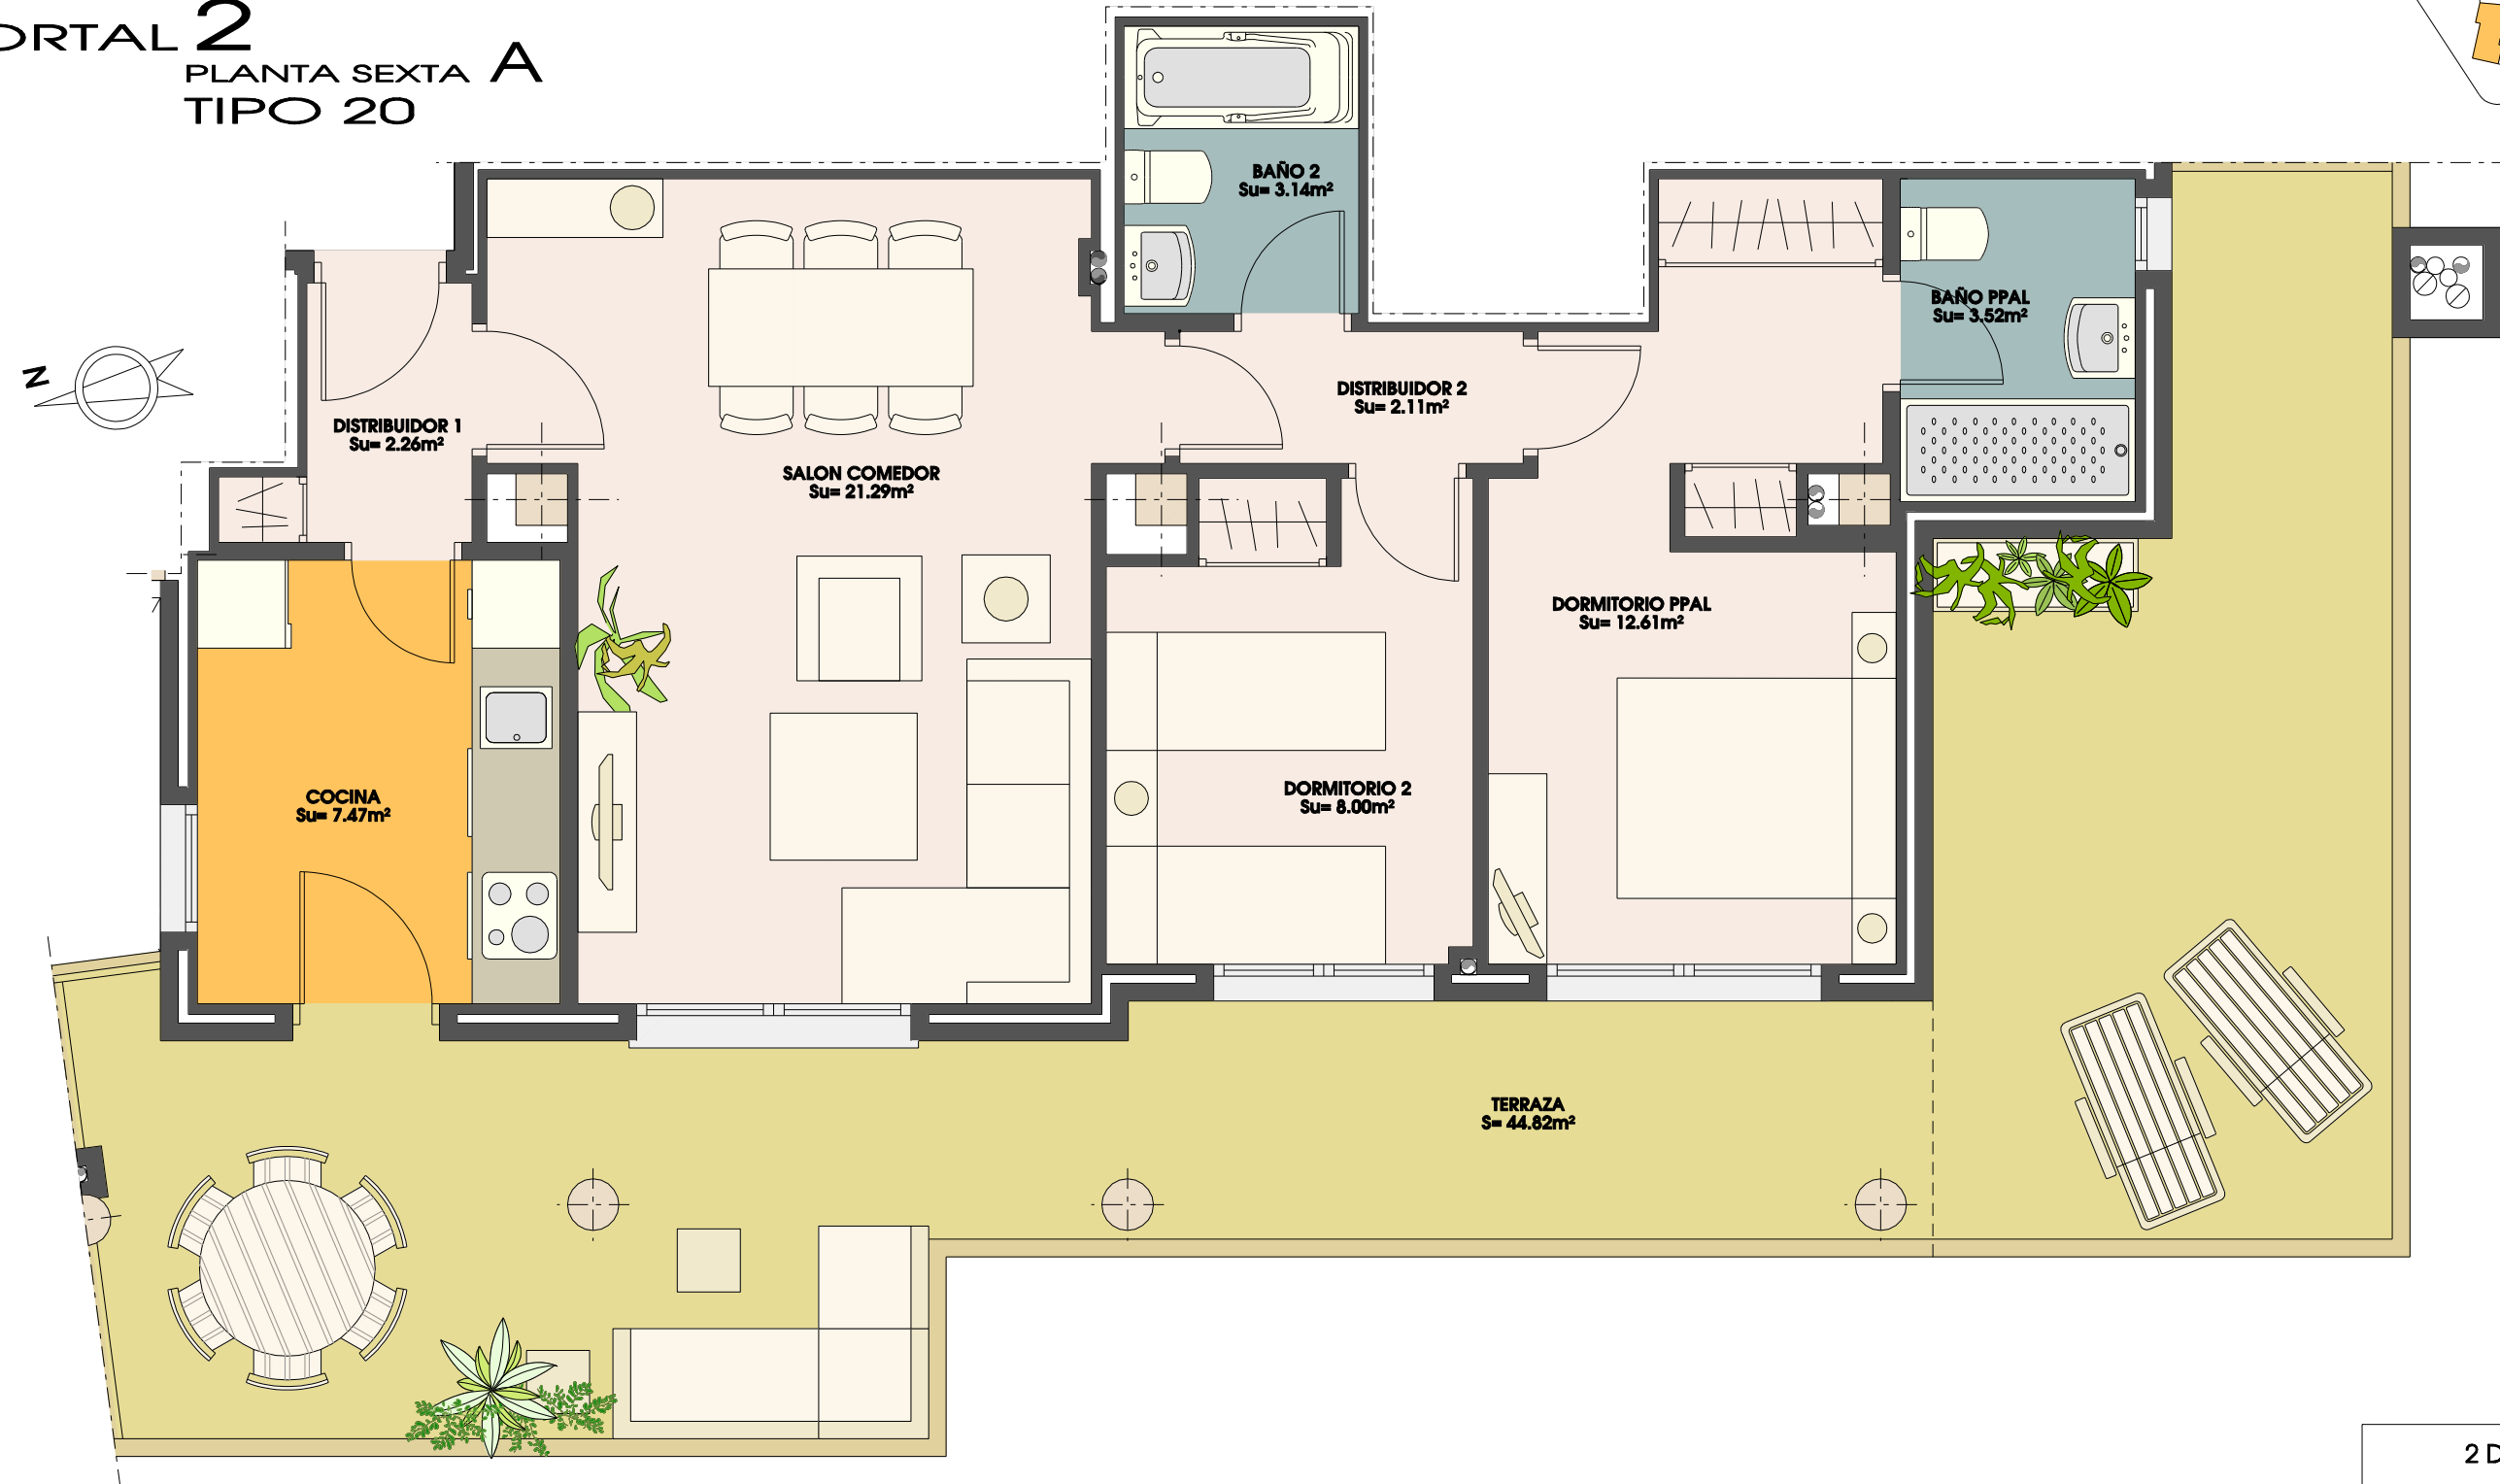 ORTAL 2
PLANTA SEXTA A
TIPO 20
BAÑO 2
Su= 3.14m²
BAÑO PPAL
Su= 3.52m²
N
DISTRIBUIDOR 2
Su= 2.11m²
DISTRIBUIDOR 1
Su= 2.26m²
SALON COMEDOR
Su= 21.29m²
DORMITORIO PPAL
Su= 12.61m²
COCINA
Su= 7.47m²
DORMITORIO 2
Su= 8.00m²
TERRAZA
S= 44.82m²
2 D